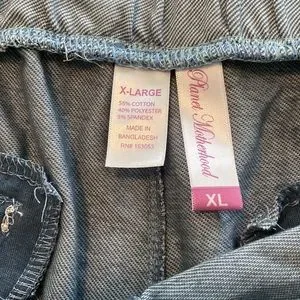 X-LARGE
55% COTTON
40% POLYESTER
5% SPANDEX
MADE IN
BANGLADESH
RN# 153053
Planet Motherhood
XL